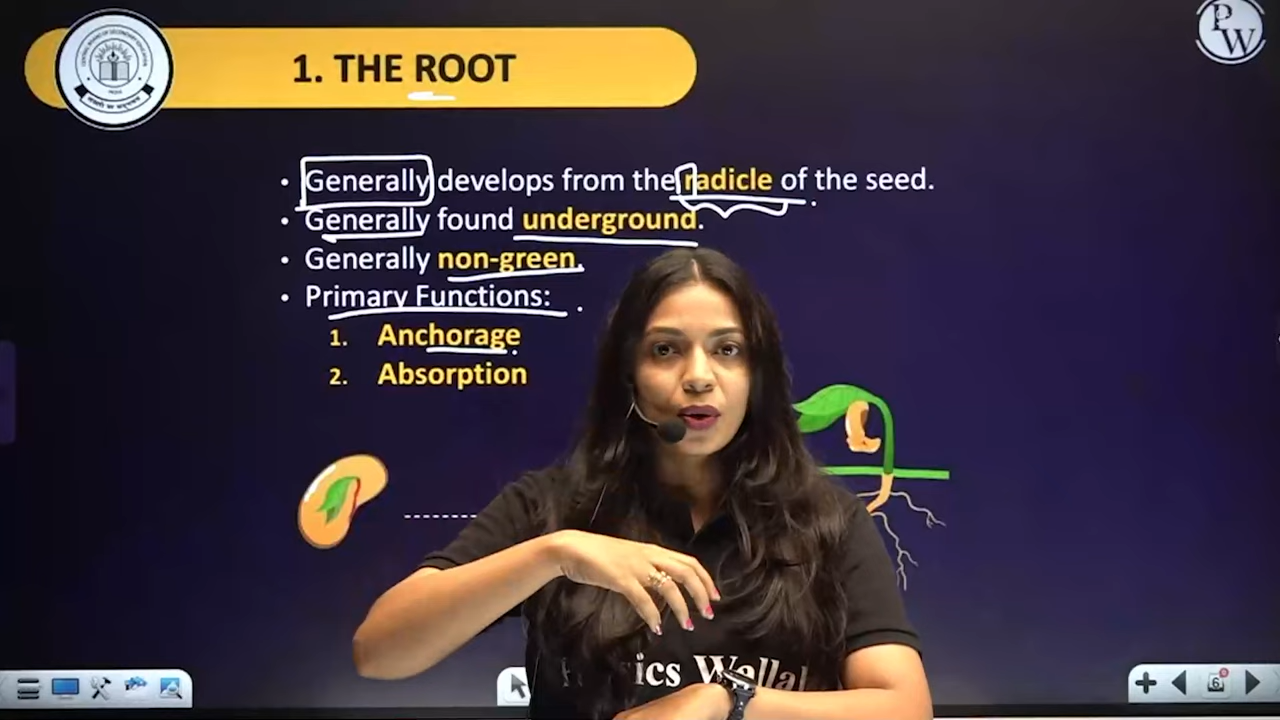 1. THE ROOT
PW
• Generally develops from the radicle of the seed.
• Generally found underground.
• Generally non-green.
• Primary Functions:
1. Anchorage
2. Absorption
6